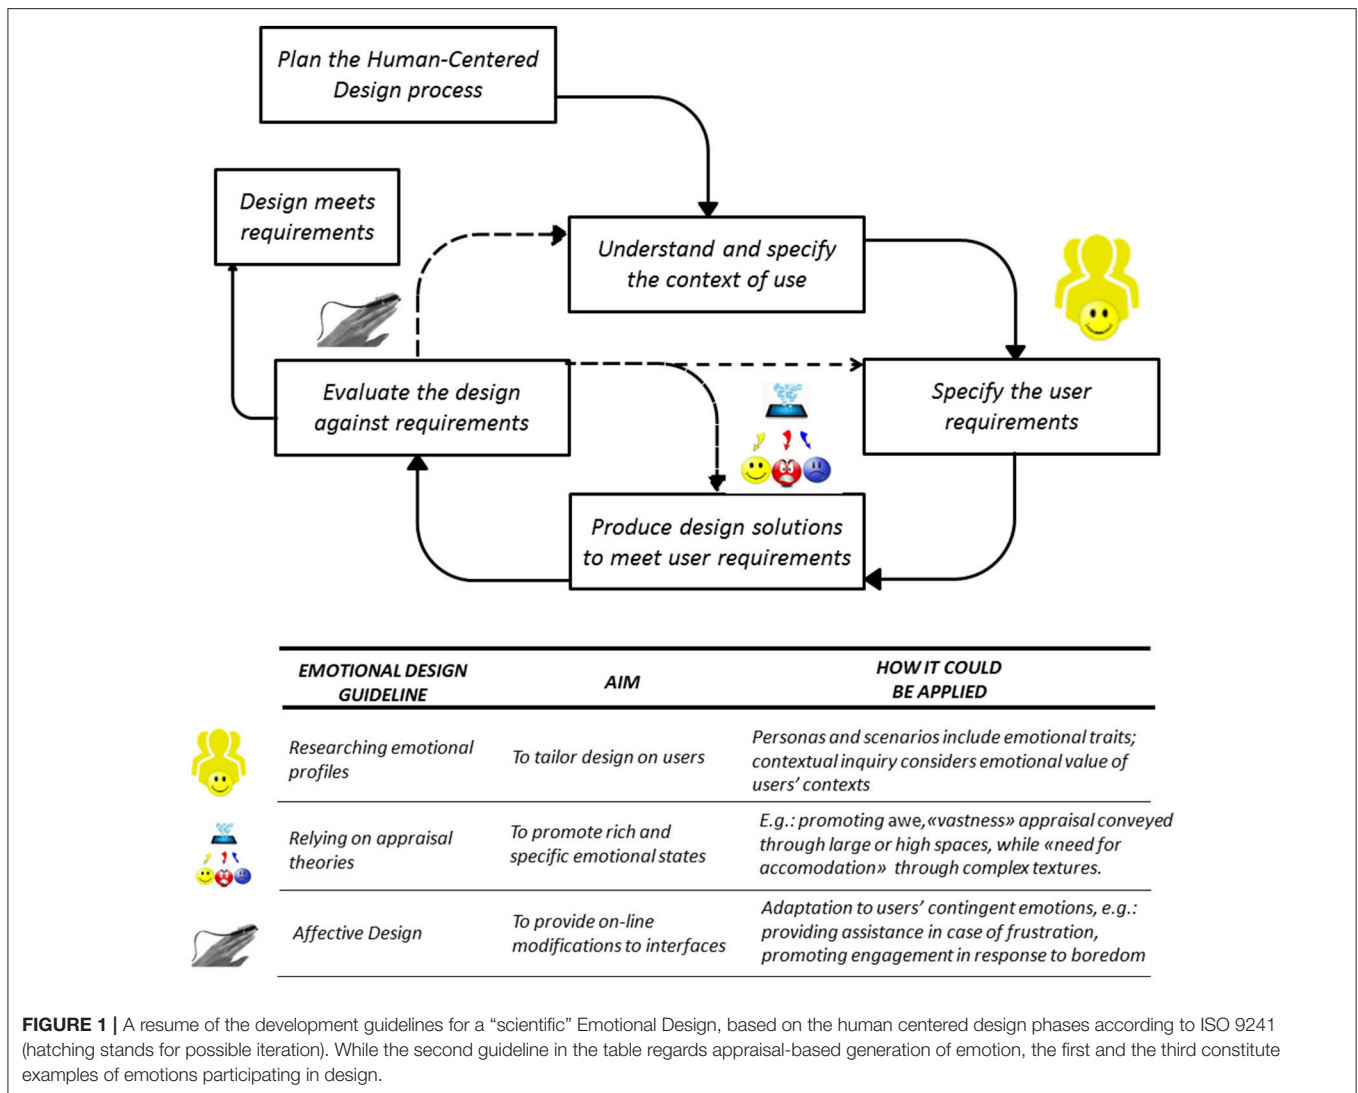 Plan the Human-Centered
Design process
Design meets
requirements
Understand and specify
the context of use
Evaluate the design
against requirements
Specify the user
requirements
Produce design solutions
to meet user requirements
EMOTIONAL DESIGN
GUIDELINE
AIM
HOW IT COULD
BE APPLIED
Researching emotional
profiles
To tailor design on users
Personas and scenarios include emotional traits;
contextual inquiry considers emotional value of
users’ contexts
Relying on appraisal
theories
To promote rich and
specific emotional states
E.g.: promoting awe, «vastness» appraisal conveyed
through large or high spaces, while «need for
accomodation» through complex textures.
Affective Design
To provide on-line
modifications to interfaces
Adaptation to users’ contingent emotions, e.g.:
providing assistance in case of frustration,
promoting engagement in response to boredom
FIGURE 1 | A resume of the development guidelines for a “scientific” Emotional Design, based on the human centered design phases according to ISO 9241
(hatching stands for possible iteration). While the second guideline in the table regards appraisal-based generation of emotion, the first and the third constitute
examples of emotions participating in design.